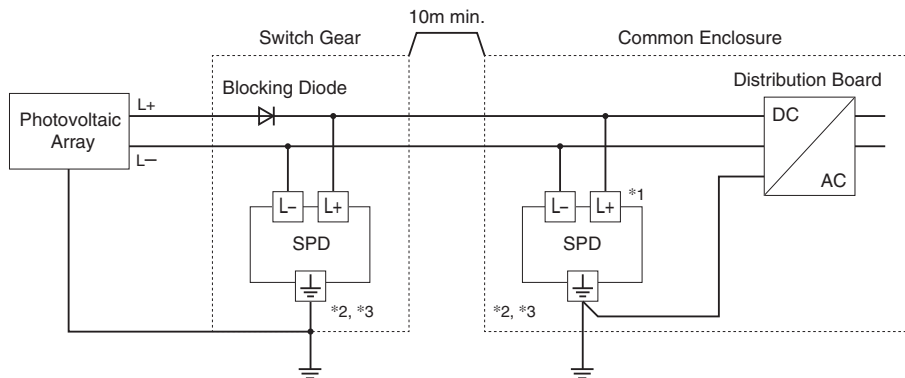 10m min.
Switch Gear
Common Enclosure
Blocking Diode
Distribution Board
L+
Photovoltaic
Array
L−
DC
AC
L−
L+
SPD
*2, *3
L−
L+
*1
SPD
*2, *3